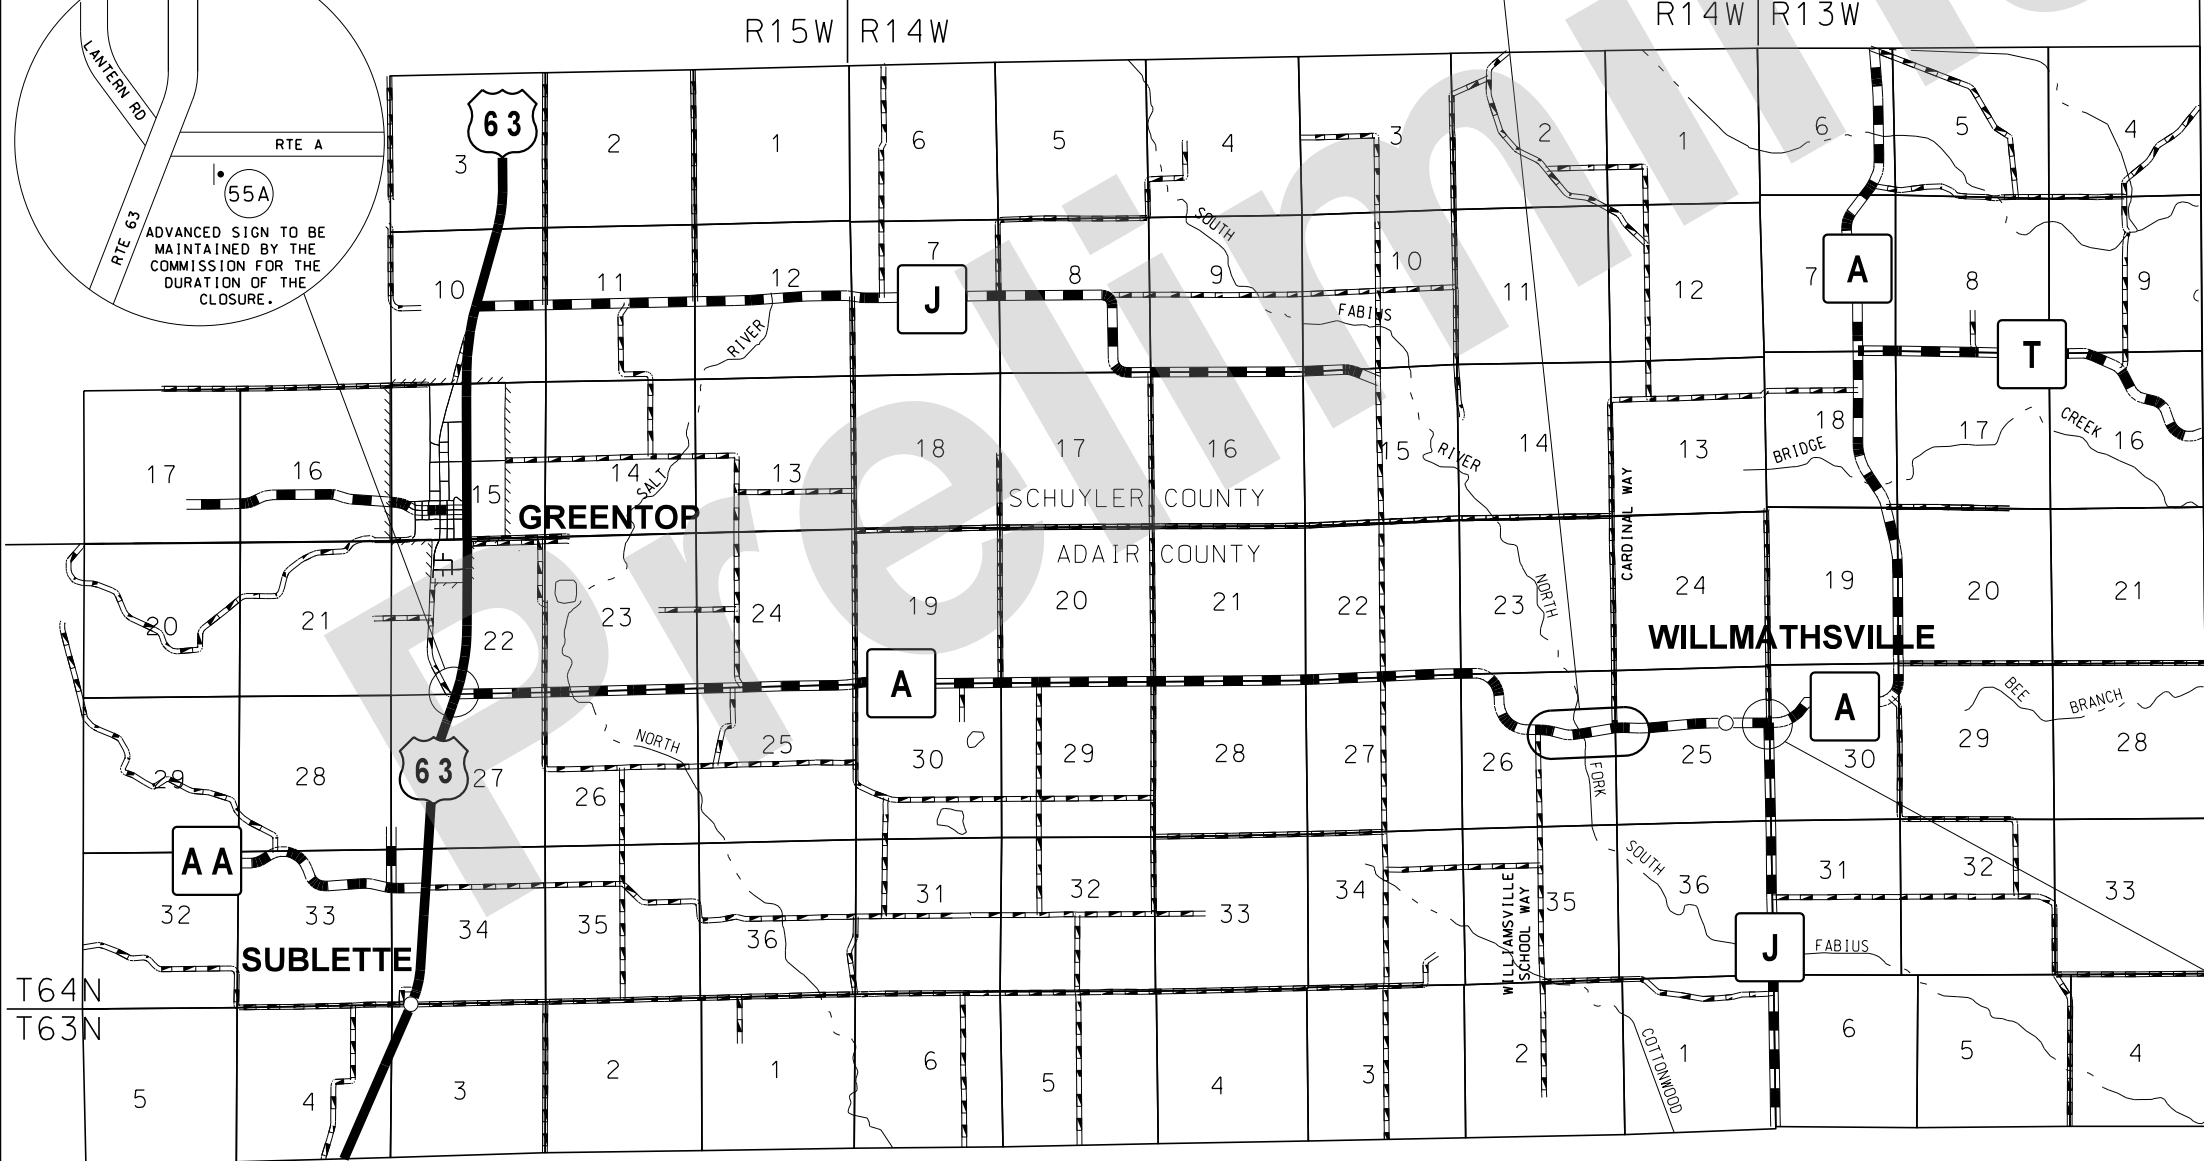 R15W R14W
R14W R13W
LANTERN RD
RTE A
55A
RTE 63
ADVANCED SIGN TO BE
MAINTAINED BY THE
COMMISSION FOR THE
DURATION OF THE
CLOSURE.
63
3 2 1 6 5 4 3 2 1 6 5 4
SOUTH
10 11 12 7 8 9 10 11 12 7 8 9
J
A
T
RIVER
FABIUS
17 16 15 14 13 18 17 16 15 14 13 18 17 16
SALT
RIVER
BRIDGE
CREEK
CARDINAL WAY
GREENTOP
SCHUYLER COUNTY
ADAIR COUNTY
20 21 22 23 24 19 20 21 22 23 24 19 20 21
NORTH
WILLMATHSVILLE
A
A
BEE
BRANCH
NORTH
63
29 28 27 26 25 30 29 28 27 26 25 30 29 28
FORK
AA
SOUTH
32 33 34 35 36 31 32 33 34 35 36 31 32 33
WILLIAMSVILLE
SCHOOL WAY
SUBLETTE
J
FABIUS
T64N
T63N
5 4 3 2 1 6 5 4 3 2 1 6 5 4
COTTONWOOD
Prelimin